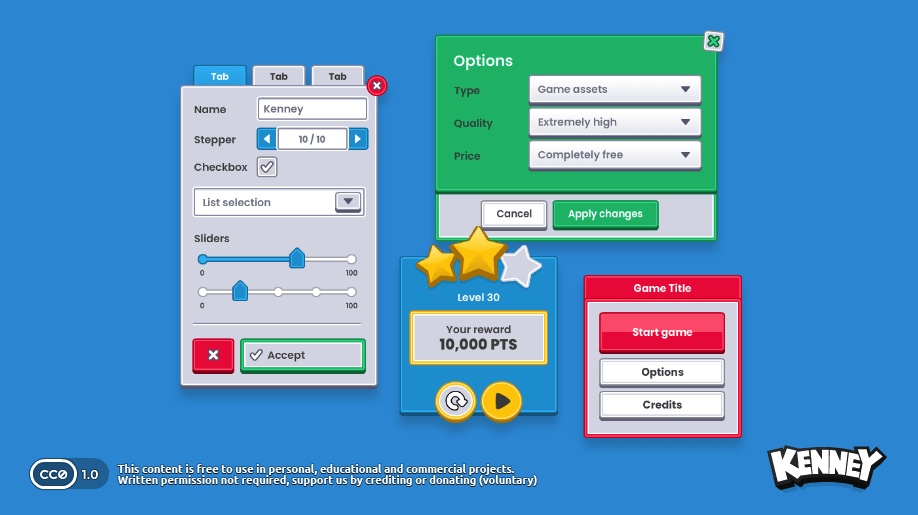 Tab
Tab
Tab
Name
Kenney
Stepper
10 / 10
Checkbox
List selection
Sliders
0
100
0
100
Accept
Options
Type
Game assets
Quality
Extremely high
Price
Completely free
Cancel
Apply changes
Level 30
Your reward
10,000 PTS
Game Title
Start game
Options
Credits
CC0 1.0
This content is free to use in personal, educational and commercial projects.
Written permission not required, support us by crediting or donating (voluntary)
KENNEY